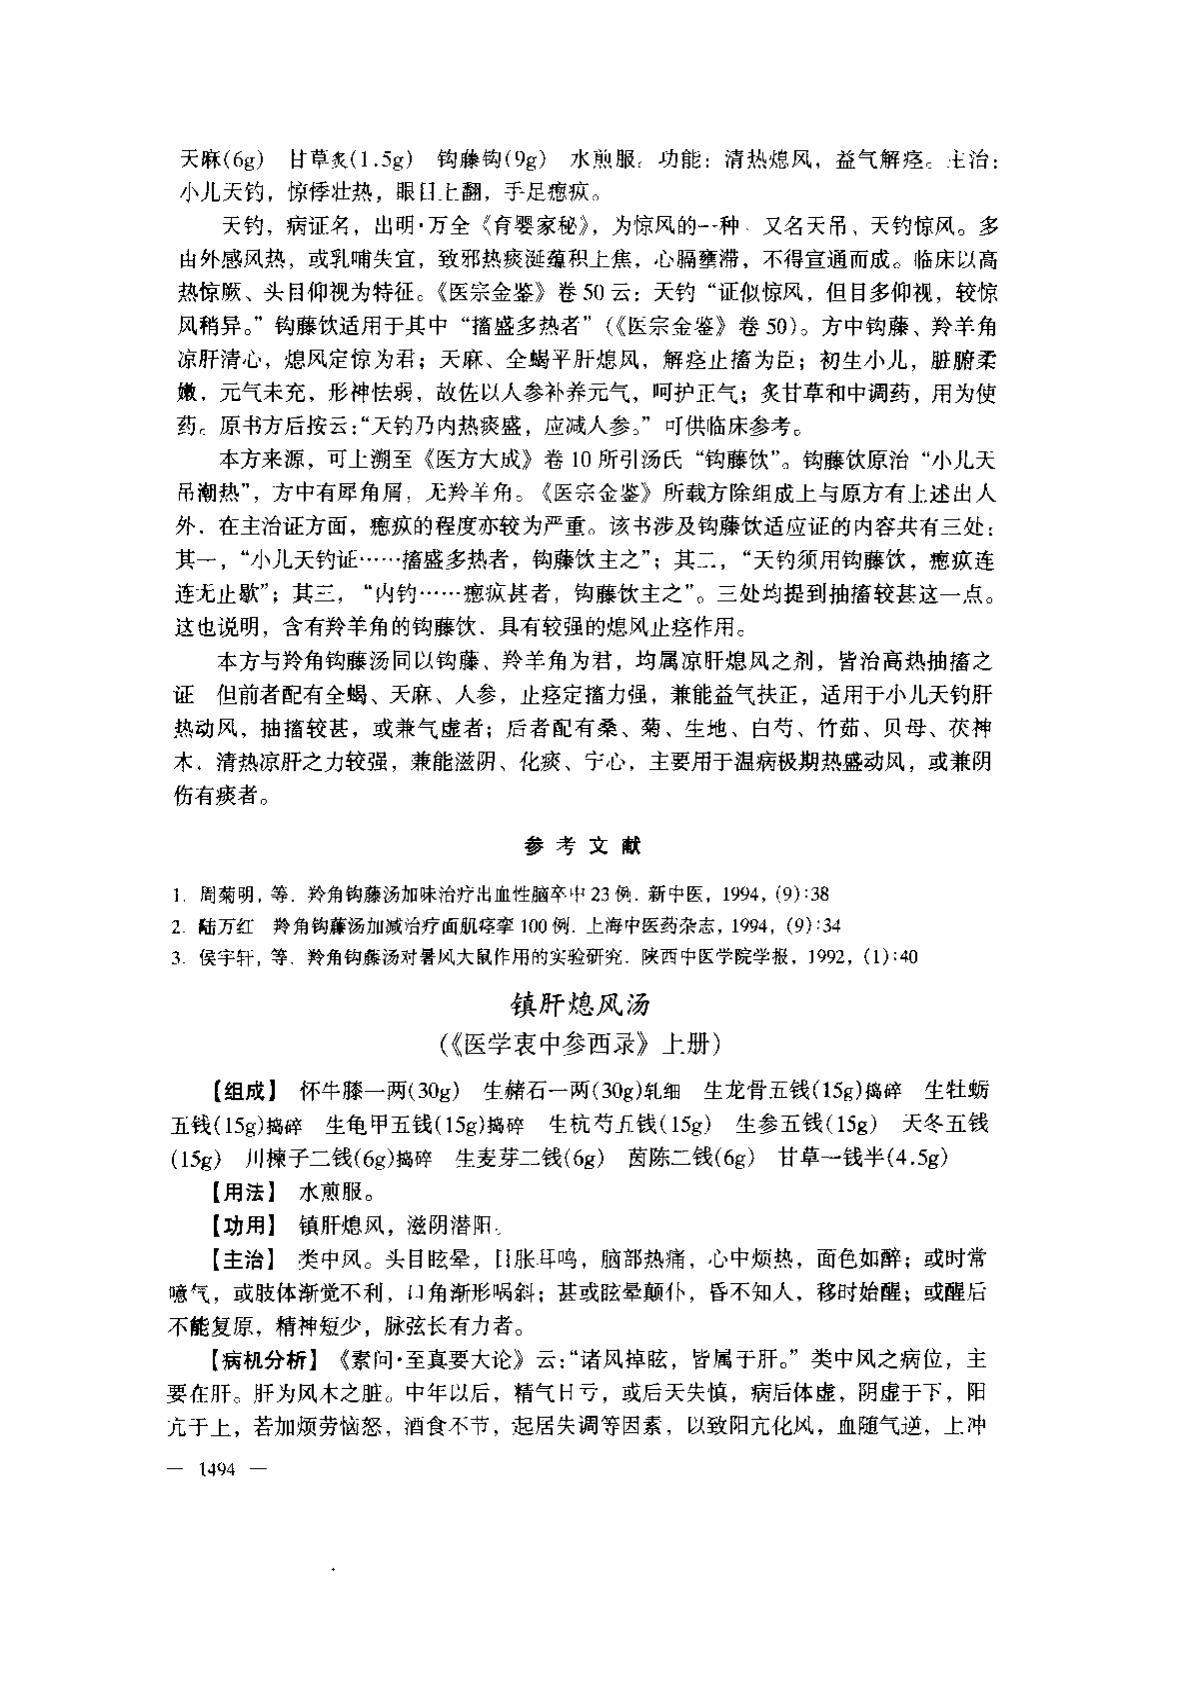 天麻(6g)　甘草炙(1.5g)　钩藤钩(9g)　水煎服。功能：清热熄风，益气解痉。主治：
小儿天钓，惊悸壮热，眼目上翻，手足瘛疭。
天钓，病证名，出明·万全《育婴家秘》，为惊风的一种、又名天吊、天钓惊风。多
由外感风热，或乳哺失宜，致邪热痰涎蕴积上焦，心膈壅滞，不得宣通而成。临床以高
热惊厥、头目仰视为特征。《医宗金鉴》卷50云：天钓“证似惊风，但目多仰视，较惊
风稍异。”钩藤饮适用于其中“搐盛多热者”(《医宗金鉴》卷50)。方中钩藤、羚羊角
凉肝清心，熄风定惊为君；天麻、全蝎平肝熄风，解痉止搐为臣；初生小儿，脏腑柔
嫩，元气未充，形神怯弱，故佐以人参补养元气，呵护正气；炙甘草和中调药，用为使
药。原书方后按云：“天钓乃内热痰盛，应减人参。”可供临床参考。
本方来源，可上溯至《医方大成》卷10所引汤氏“钩藤饮”。钩藤饮原治“小儿天
吊潮热”，方中有犀角屑，无羚羊角。《医宗金鉴》所载方除组成上与原方有上述出入
外，在主治证方面，瘛疭的程度亦较为严重。该书涉及钩藤饮适应证的内容共有三处：
其一，“小儿天钓证……搐盛多热者，钩藤饮主之”；其二，“天钓须用钩藤饮，瘛疭连
连无止歇”；其三，“内钓……瘛疭甚者，钩藤饮主之”。三处均提到抽搐较甚这一点。
这也说明，含有羚羊角的钩藤饮，具有较强的熄风止痉作用。
本方与羚角钩藤汤同以钩藤、羚羊角为君，均属凉肝熄风之剂，皆治高热抽搐之
证　但前者配有全蝎、天麻、人参，止痉定搐力强，兼能益气扶正，适用于小儿天钓肝
热动风，抽搐较甚，或兼气虚者；后者配有桑、菊、生地、白芍、竹茹、贝母、茯神
木，清热凉肝之力较强，兼能滋阴、化痰、宁心，主要用于温病极期热盛动风，或兼阴
伤有痰者。
参 考 文 献
1. 周菊明，等. 羚角钩藤汤加味治疗出血性脑卒中23例. 新中医，1994，(9):38
2. 陆万红　羚角钩藤汤加减治疗面肌痉挛100例. 上海中医药杂志，1994，(9):34
3. 侯宇轩，等. 羚角钩藤汤对暑风大鼠作用的实验研究. 陕西中医学院学报，1992，(1):40
镇肝熄风汤
(《医学衷中参西录》上册)
【组成】　怀牛膝一两(30g)　生赭石一两(30g)轧细　生龙骨五钱(15g)捣碎　生牡蛎
五钱(15g)捣碎　生龟甲五钱(15g)捣碎　生杭芍五钱(15g)　生参五钱(15g)　天冬五钱
(15g)　川楝子二钱(6g)捣碎　生麦芽二钱(6g)　茵陈二钱(6g)　甘草一钱半(4.5g)
【用法】　水煎服。
【功用】　镇肝熄风，滋阴潜阳。
【主治】　类中风。头目眩晕，目胀耳鸣，脑部热痛，心中烦热，面色如醉；或时常
噫气，或肢体渐觉不利，口角渐形㖞斜；甚或眩晕颠仆，昏不知人，移时始醒；或醒后
不能复原，精神短少，脉弦长有力者。
【病机分析】《素问·至真要大论》云：“诸风掉眩，皆属于肝。”类中风之病位，主
要在肝。肝为风木之脏。中年以后，精气日亏，或后天失慎，病后体虚，阴虚于下，阳
亢于上，若加烦劳恼怒，酒食不节，起居失调等因素，以致阳亢化风，血随气逆，上冲
— 1494 —